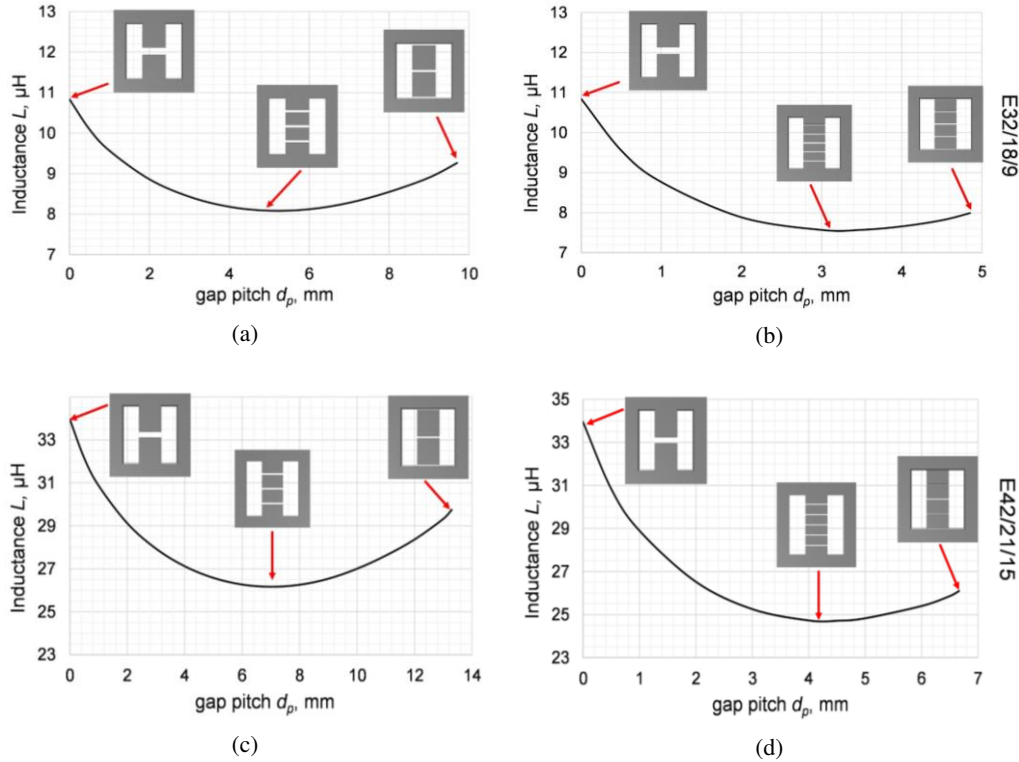 13
12
11
10
9
8
7
Inductance L, μH
0 2 4 6 8 10
gap pitch dp, mm
(a)
13
12
11
10
9
8
7
Inductance L, μH
0 1 2 3 4 5
gap pitch dp, mm
(b)
E32/18/9
33
31
29
27
25
23
Inductance L, μH
0 2 4 6 8 10 12 14
gap pitch dp, mm
(c)
35
33
31
29
27
25
23
Inductance L, μH
0 1 2 3 4 5 6 7
gap pitch dp, mm
(d)
E42/21/15